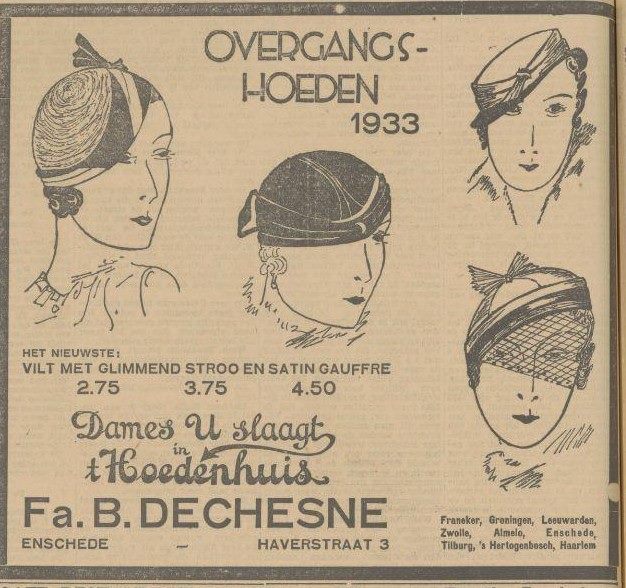 OVERGANGS-
HOEDEN
1933
HET NIEUWSTE:
VILT MET GLIMMEND STROO EN SATIN GAUFFRE
2.75 3.75 4.50
Dames U slaagt
in
't Hoedenhuis
Fa. B. DECHESNE
ENSCHEDE — HAVERSTRAAT 3
Franeker, Groningen, Leeuwarden,
Zwolle, Almelo, Enschede,
Tilburg, 's Hertogenbosch, Haarlem